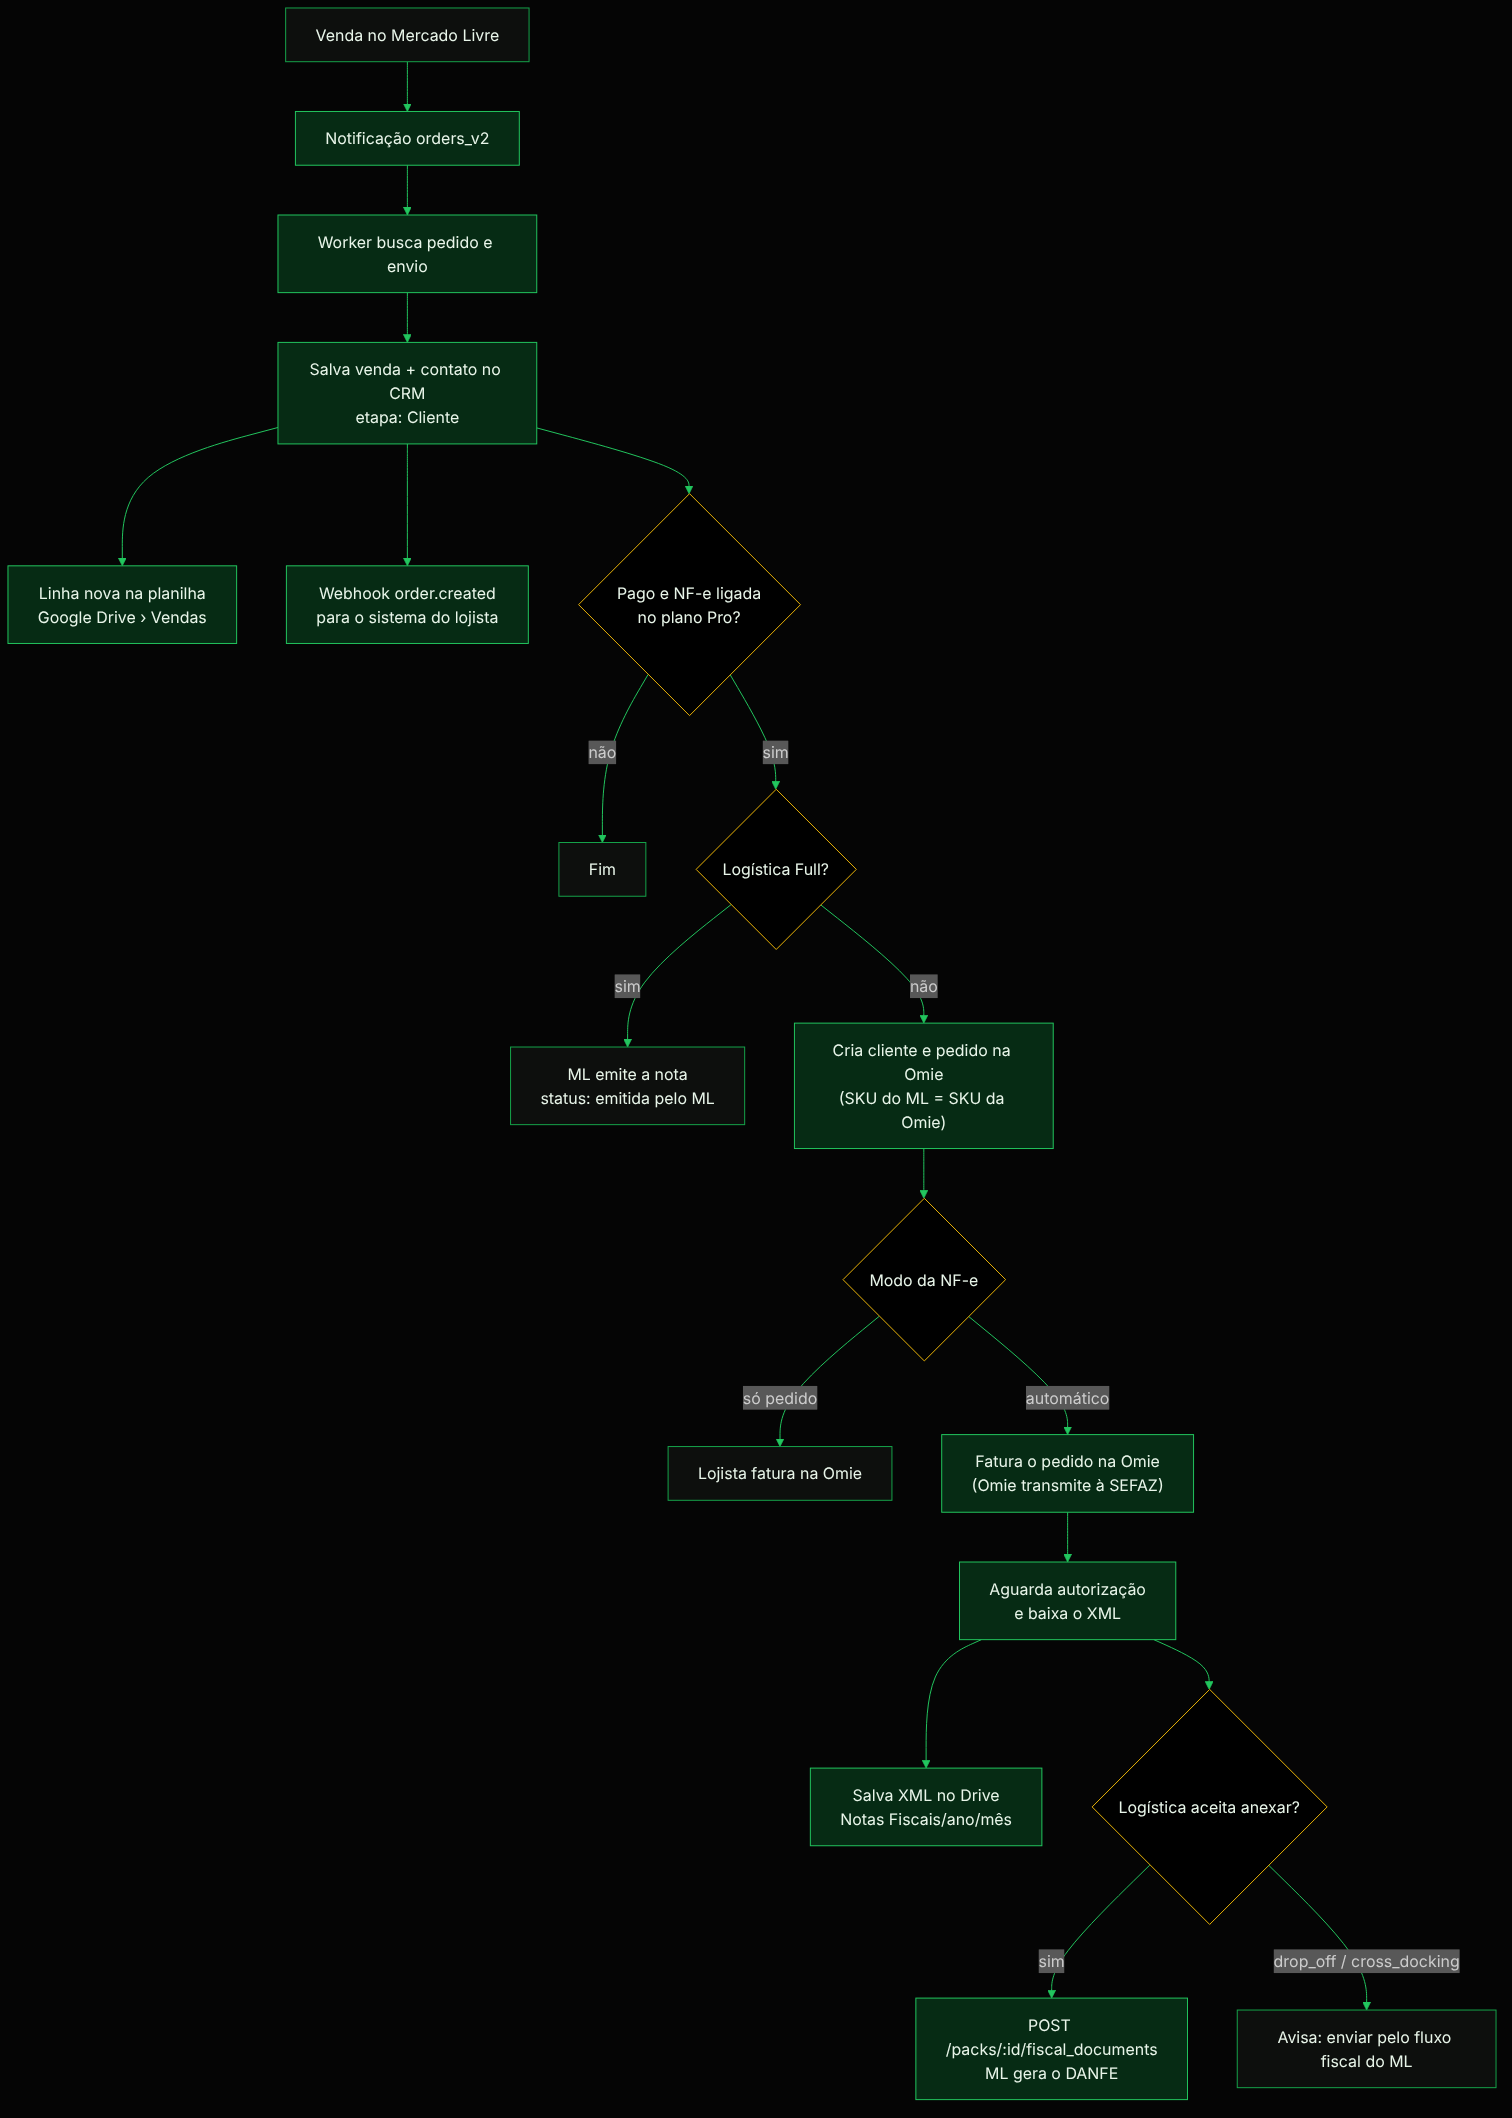 Venda no Mercado Livre
Notificação orders_v2
Worker busca pedido e
envio
Salva venda + contato no
CRM
etapa: Cliente
Linha nova na planilha
Google Drive › Vendas
Webhook order.created
para o sistema do lojista
Pago e NF-e ligada
no plano Pro?
não
sim
Fim
Logística Full?
sim
não
ML emite a nota
status: emitida pelo ML
Cria cliente e pedido na
Omie
(SKU do ML = SKU da
Omie)
Modo da NF-e
só pedido
automático
Lojista fatura na Omie
Fatura o pedido na Omie
(Omie transmite à SEFAZ)
Aguarda autorização
e baixa o XML
Salva XML no Drive
Notas Fiscais/ano/mês
Logística aceita anexar?
sim
drop_off / cross_docking
POST
/packs/:id/fiscal_documents
ML gera o DANFE
Avisa: enviar pelo fluxo
fiscal do ML